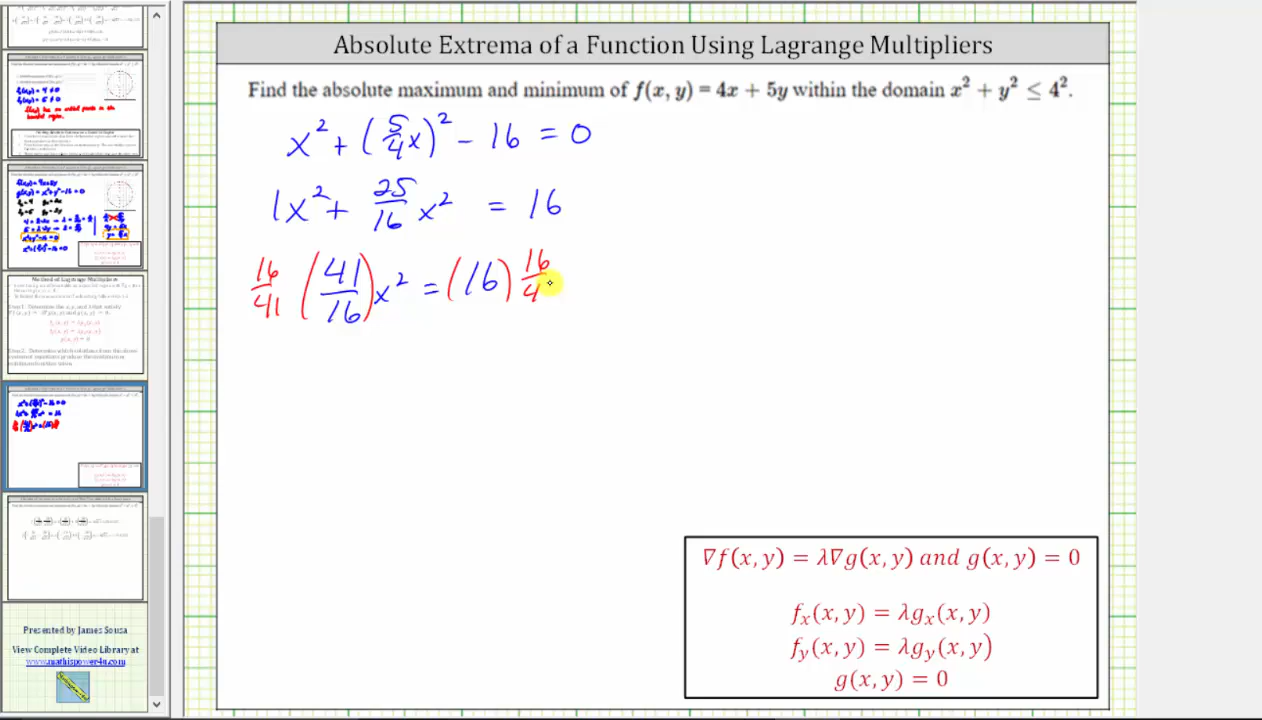 Absolute Extrema of a Function Using Lagrange Multipliers
Find the absolute maximum and minimum of f(x, y) = 4x + 5y within the domain x² + y² ≤ 4².
x² + (5/4 x)² - 16 = 0
1x² + 25/16 x² = 16
16/41 (41/16) x² = (16) 16/4
∇f(x, y) = λ∇g(x, y) and g(x, y) = 0
fₓ(x, y) = λgₓ(x, y)
f_y(x, y) = λg_y(x, y)
g(x, y) = 0
Presented by James Sousa
View Complete Video Library at
www.mathispower4u.com